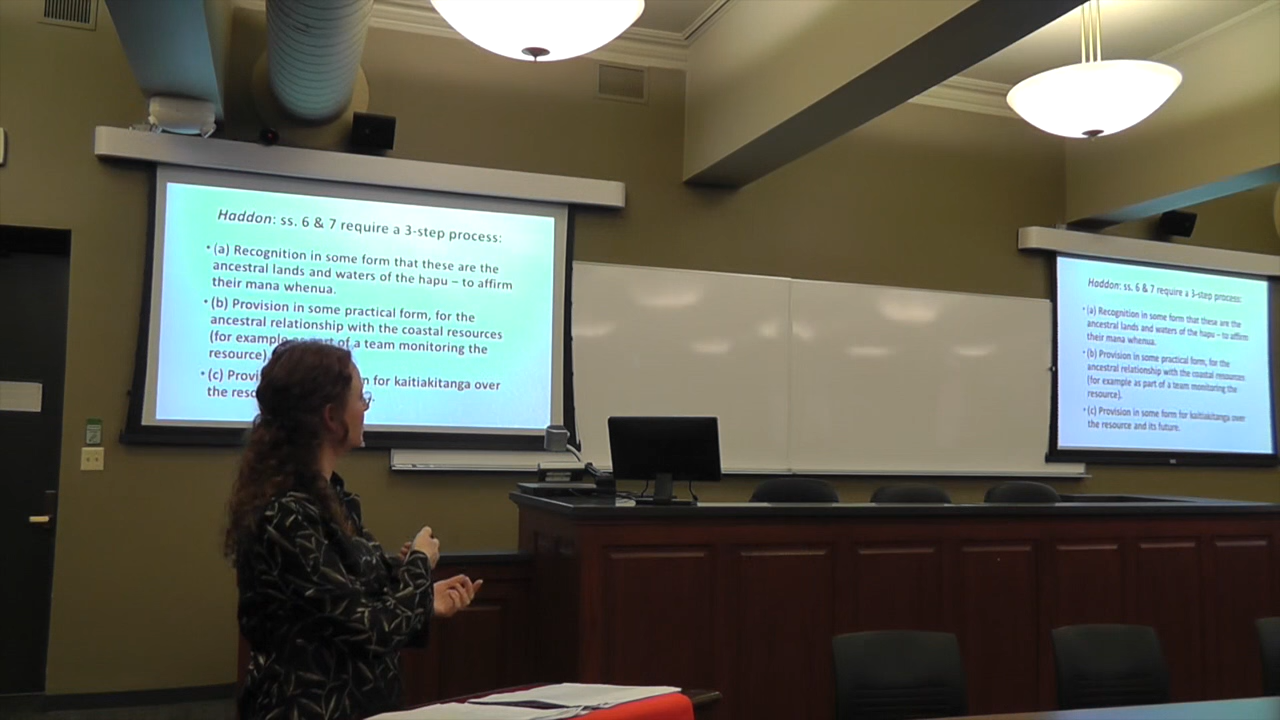 Haddon: ss. 6 & 7 require a 3-step process:
• (a) Recognition in some form that these are the
ancestral lands and waters of the hapu – to affirm
their mana whenua.
• (b) Provision in some practical form, for the
ancestral relationship with the coastal resources
(for example as part of a team monitoring the
resource)
• (c) Provi n for kaitiakitanga over
the reso
Haddon: ss. 6 & 7 require a 3-step process:
• (a) Recognition in some form that these are the
ancestral lands and waters of the hapu – to affirm
their mana whenua.
• (b) Provision in some practical form, for the
ancestral relationship with the coastal resources
(for example as part of a team monitoring the
resource).
• (c) Provision in some form for kaitiakitanga over
the resource and its future.